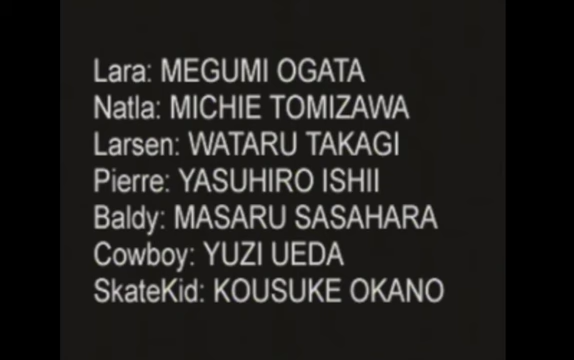 Lara: MEGUMI OGATA
Natla: MICHIE TOMIZAWA
Larsen: WATARU TAKAGI
Pierre: YASUHIRO ISHII
Baldy: MASARU SASAHARA
Cowboy: YUZI UEDA
SkateKid: KOUSUKE OKANO